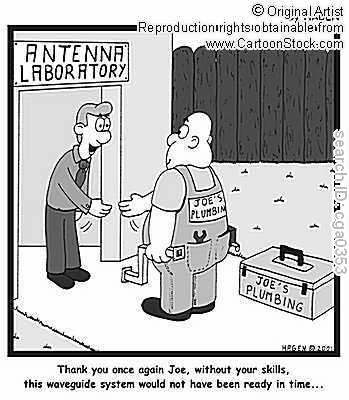 © Original Artist
Reproduction rights obtainable from
www.CartoonStock.com
ANTENNA
LABORATORY
JOE'S
PLUMBING
JOE'S
PLUMBING
search ID: cga0353
HAGEN © 2001
Thank you once again Joe, without your skills,
this waveguide system would not have been ready in time...